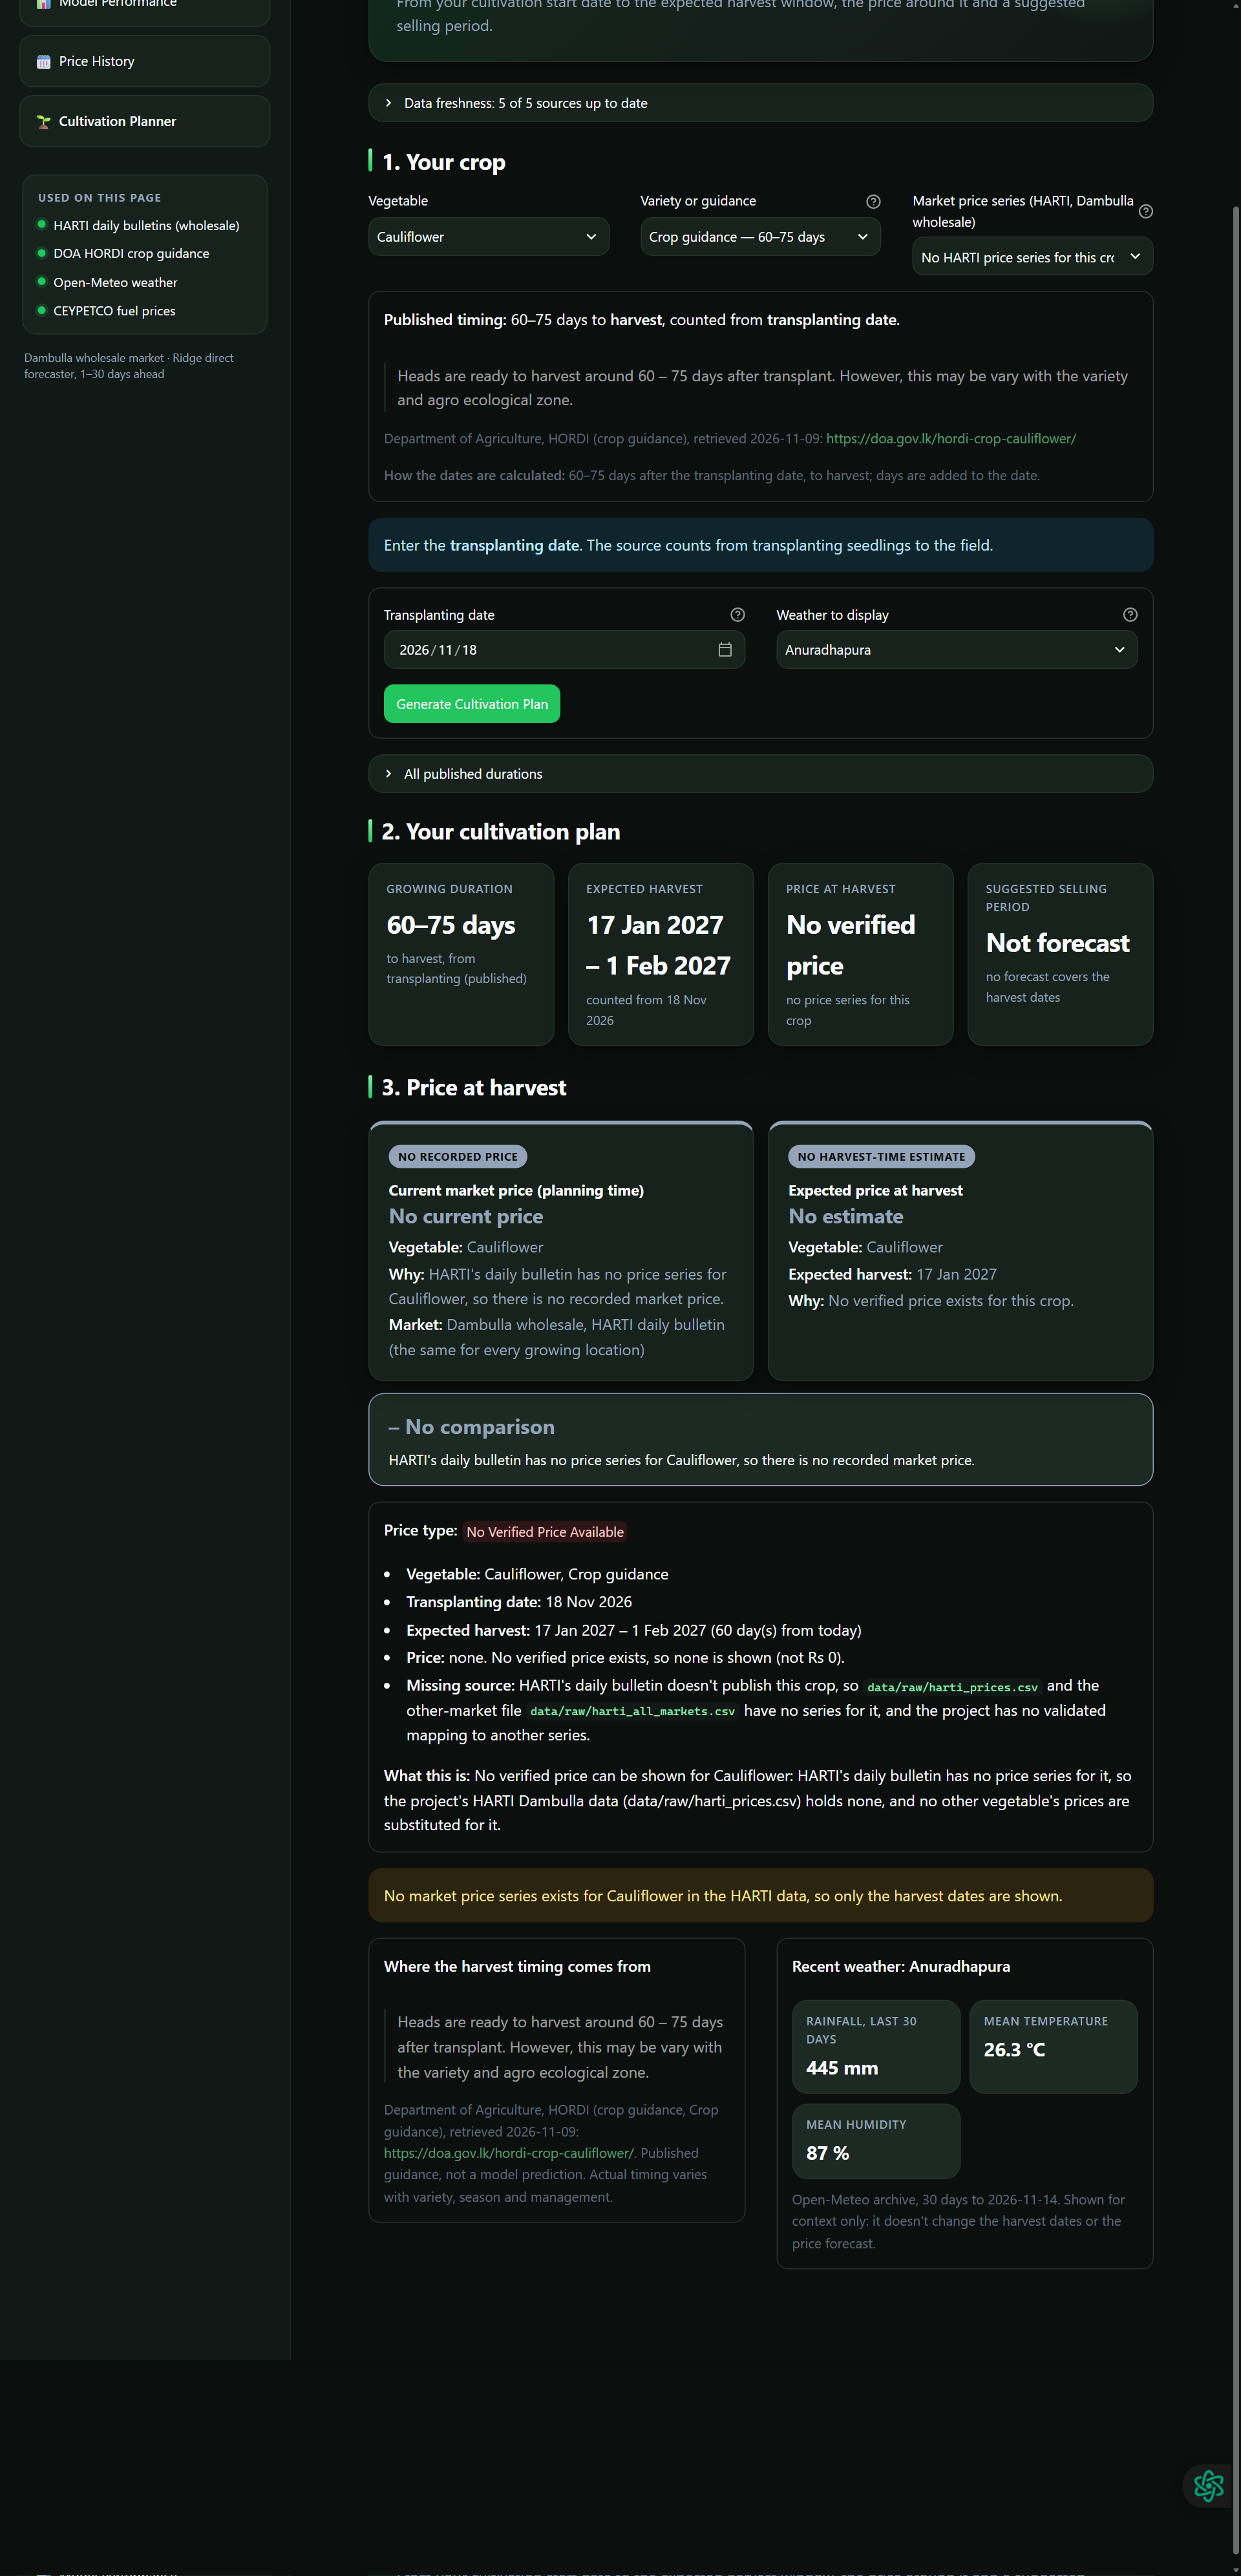 Model Performance
Price History
Cultivation Planner
USED ON THIS PAGE
HARTI daily bulletins (wholesale)
DOA HORDI crop guidance
Open-Meteo weather
CEYPETCO fuel prices
Dambulla wholesale market · Ridge direct
forecaster, 1–30 days ahead
From your cultivation start date to the expected harvest window, the price around it and a suggested
selling period.
Data freshness: 5 of 5 sources up to date
1. Your crop
Vegetable
Cauliflower
Variety or guidance
Crop guidance — 60–75 days
Market price series (HARTI, Dambulla
wholesale)
No HARTI price series for this cro
Published timing: 60–75 days to harvest, counted from transplanting date.
Heads are ready to harvest around 60 – 75 days after transplant. However, this may be vary with the variety
and agro ecological zone.
Department of Agriculture, HORDI (crop guidance), retrieved 2026-11-09: https://doa.gov.lk/hordi-crop-cauliflower/
How the dates are calculated: 60–75 days after the transplanting date, to harvest; days are added to the date.
Enter the transplanting date. The source counts from transplanting seedlings to the field.
Transplanting date
2026/11/18
Weather to display
Anuradhapura
Generate Cultivation Plan
All published durations
2. Your cultivation plan
GROWING DURATION
60–75 days
to harvest, from
transplanting (published)
EXPECTED HARVEST
17 Jan 2027
– 1 Feb 2027
counted from 18 Nov
2026
PRICE AT HARVEST
No verified
price
no price series for this
crop
SUGGESTED SELLING
PERIOD
Not forecast
no forecast covers the
harvest dates
3. Price at harvest
NO RECORDED PRICE
Current market price (planning time)
No current price
Vegetable: Cauliflower
Why: HARTI's daily bulletin has no price series for
Cauliflower, so there is no recorded market price.
Market: Dambulla wholesale, HARTI daily bulletin
(the same for every growing location)
NO HARVEST-TIME ESTIMATE
Expected price at harvest
No estimate
Vegetable: Cauliflower
Expected harvest: 17 Jan 2027
Why: No verified price exists for this crop.
– No comparison
HARTI's daily bulletin has no price series for Cauliflower, so there is no recorded market price.
Price type: No Verified Price Available
• Vegetable: Cauliflower, Crop guidance
• Transplanting date: 18 Nov 2026
• Expected harvest: 17 Jan 2027 – 1 Feb 2027 (60 day(s) from today)
• Price: none. No verified price exists, so none is shown (not Rs 0).
• Missing source: HARTI's daily bulletin doesn't publish this crop, so data/raw/harti_prices.csv and the
other-market file data/raw/harti_all_markets.csv have no series for it, and the project has no validated
mapping to another series.
What this is: No verified price can be shown for Cauliflower: HARTI's daily bulletin has no price series for it, so
the project's HARTI Dambulla data (data/raw/harti_prices.csv) holds none, and no other vegetable's prices are
substituted for it.
No market price series exists for Cauliflower in the HARTI data, so only the harvest dates are shown.
Where the harvest timing comes from
Heads are ready to harvest around 60 – 75 days
after transplant. However, this may be vary with
the variety and agro ecological zone.
Department of Agriculture, HORDI (crop guidance, Crop
guidance), retrieved 2026-11-09:
https://doa.gov.lk/hordi-crop-cauliflower/. Published
guidance, not a model prediction. Actual timing varies
with variety, season and management.
Recent weather: Anuradhapura
RAINFALL, LAST 30
DAYS
445 mm
MEAN TEMPERATURE
26.3 °C
MEAN HUMIDITY
87 %
Open-Meteo archive, 30 days to 2026-11-14. Shown for
context only: it doesn't change the harvest dates or the
price forecast.